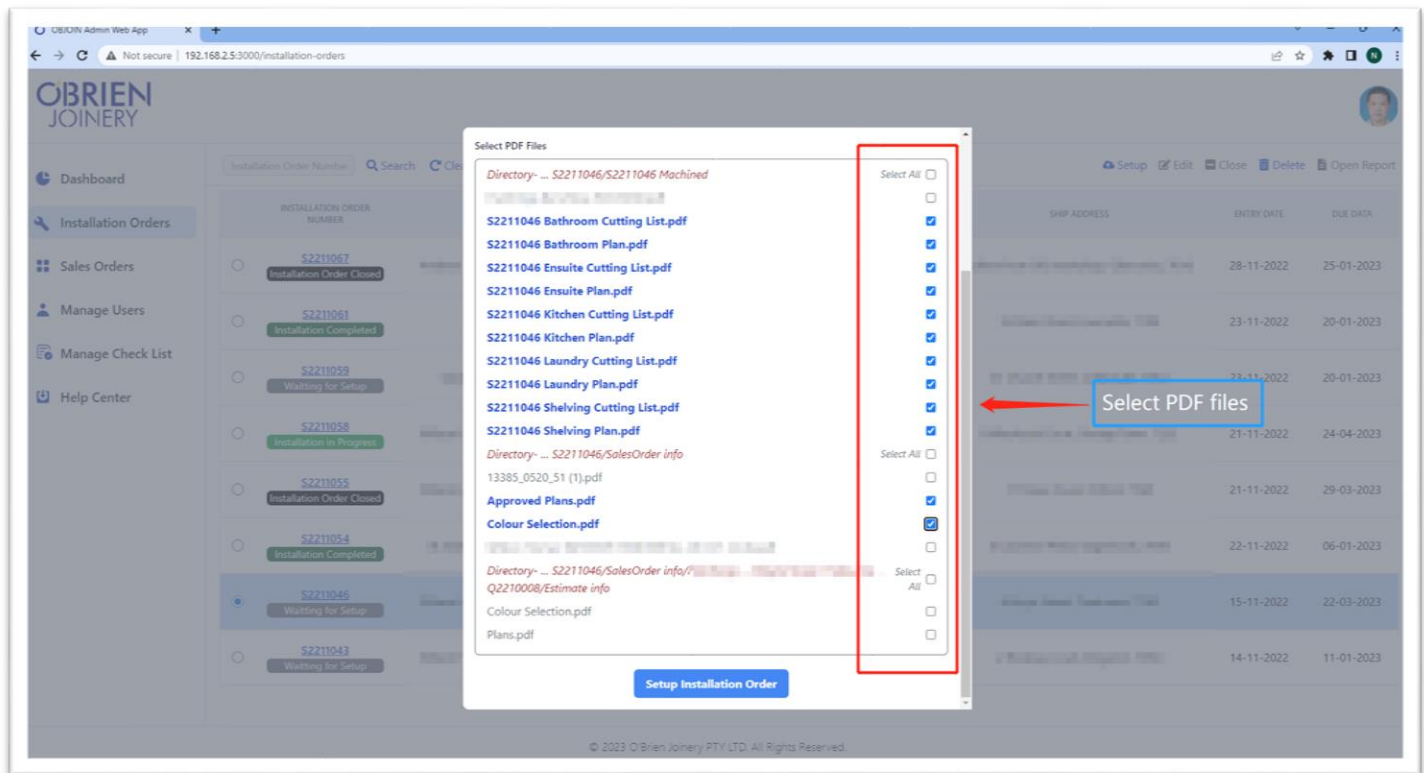 OBJOIN Admin Web App
Not secure | 192.168.2.5:3000/installation-orders
N
O'BRIEN
JOINERY
Dashboard
Installation Orders
Sales Orders
Manage Users
Manage Check List
Help Center
Installation Order Number Search Cle
Setup Edit Close Delete Open Report
INSTALLATION ORDER
NUMBER
SHIP ADDRESS ENTRY DATE DUE DATA
S2211067
Installation Order Closed
28-11-2022 25-01-2023
S2211061
Installation Completed
23-11-2022 20-01-2023
S2211059
Waitting for Setup
23-11-2022 20-01-2023
S2211058
Installation in Progress
21-11-2022 24-04-2023
S2211055
Installation Order Closed
21-11-2022 29-03-2023
S2211054
Installation Completed
22-11-2022 06-01-2023
S2211046
Waitting for Setup
15-11-2022 22-03-2023
S2211043
Waitting for Setup
14-11-2022 11-01-2023
Select PDF Files
Directory- ... S2211046/S2211046 Machined Select All
S2211046 Bathroom Cutting List.pdf
S2211046 Bathroom Plan.pdf
S2211046 Ensuite Cutting List.pdf
S2211046 Ensuite Plan.pdf
S2211046 Kitchen Cutting List.pdf
S2211046 Kitchen Plan.pdf
S2211046 Laundry Cutting List.pdf
S2211046 Laundry Plan.pdf
S2211046 Shelving Cutting List.pdf
S2211046 Shelving Plan.pdf
Directory- ... S2211046/SalesOrder info Select All
13385_0520_51 (1).pdf
Approved Plans.pdf
Colour Selection.pdf
Directory- ... S2211046/SalesOrder info/ - Select
Q2210008/Estimate info All
Colour Selection.pdf
Plans.pdf
Setup Installation Order
Select PDF files
© 2023 O'Brien Joinery PTY LTD. All Rights Reserved.